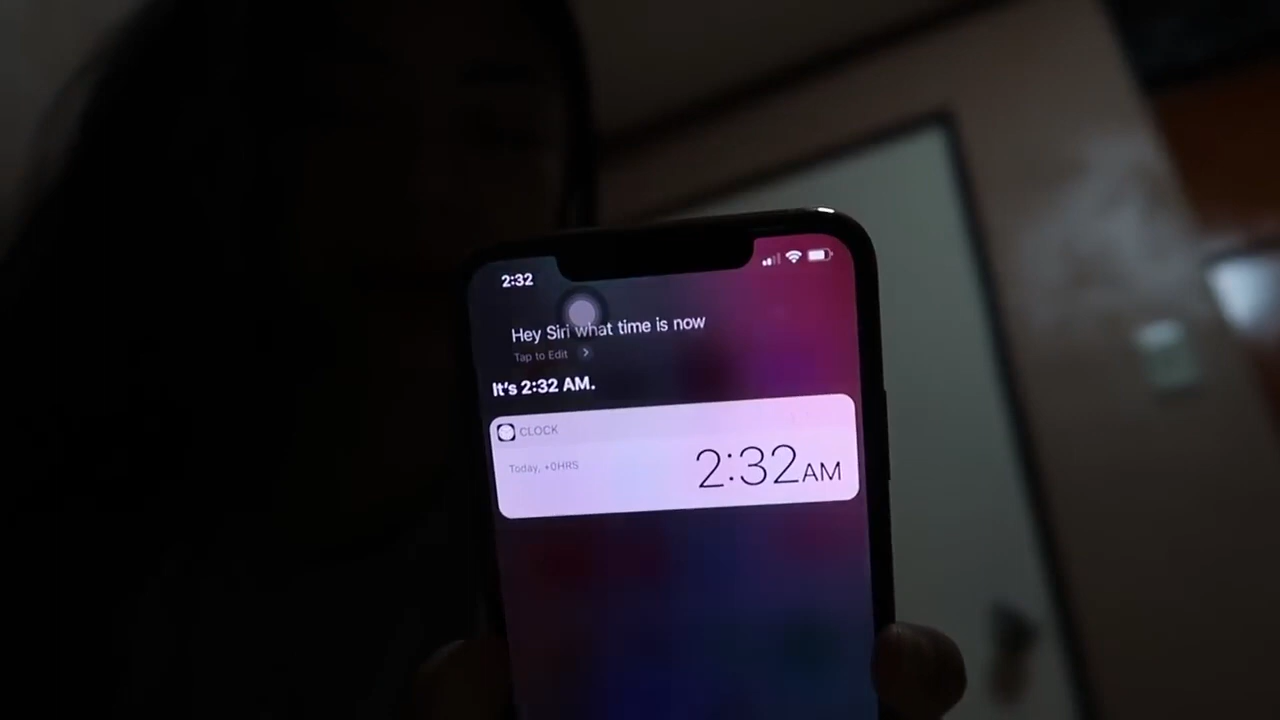 2:32
Hey Siri what time is now
Tap to Edit >
It's 2:32 AM.
CLOCK
Today, +0HRS
2:32AM